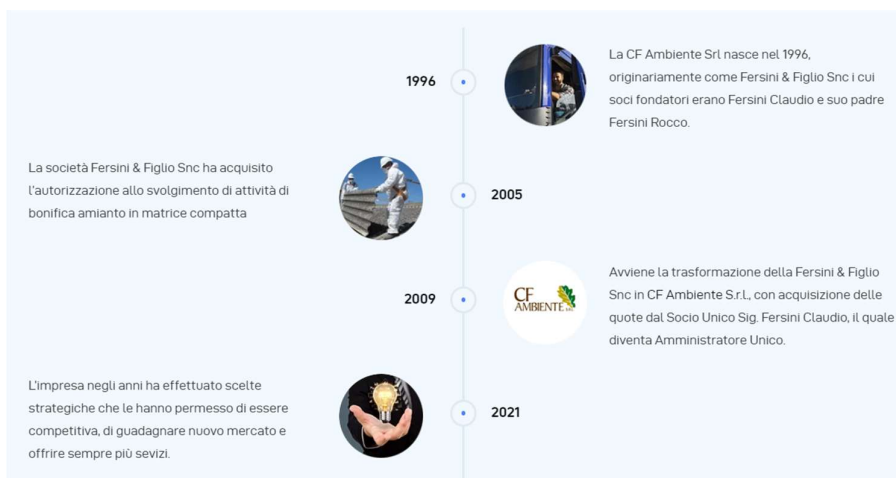 1996
La CF Ambiente Srl nasce nel 1996,
originariamente come Fersini & Figlio Snc i cui
soci fondatori erano Fersini Claudio e suo padre
Fersini Rocco.
La società Fersini & Figlio Snc ha acquisito
l'autorizzazione allo svolgimento di attività di
bonifica amianto in matrice compatta
2005
2009
CF
AMBIENTE
Avviene la trasformazione della Fersini & Figlio
Snc in CF Ambiente S.r.l., con acquisizione delle
quote dal Socio Unico Sig. Fersini Claudio, il quale
diventa Amministratore Unico.
L'impresa negli anni ha effettuato scelte
strategiche che le hanno permesso di essere
competitiva, di guadagnare nuovo mercato e
offrire sempre più sevizi.
2021